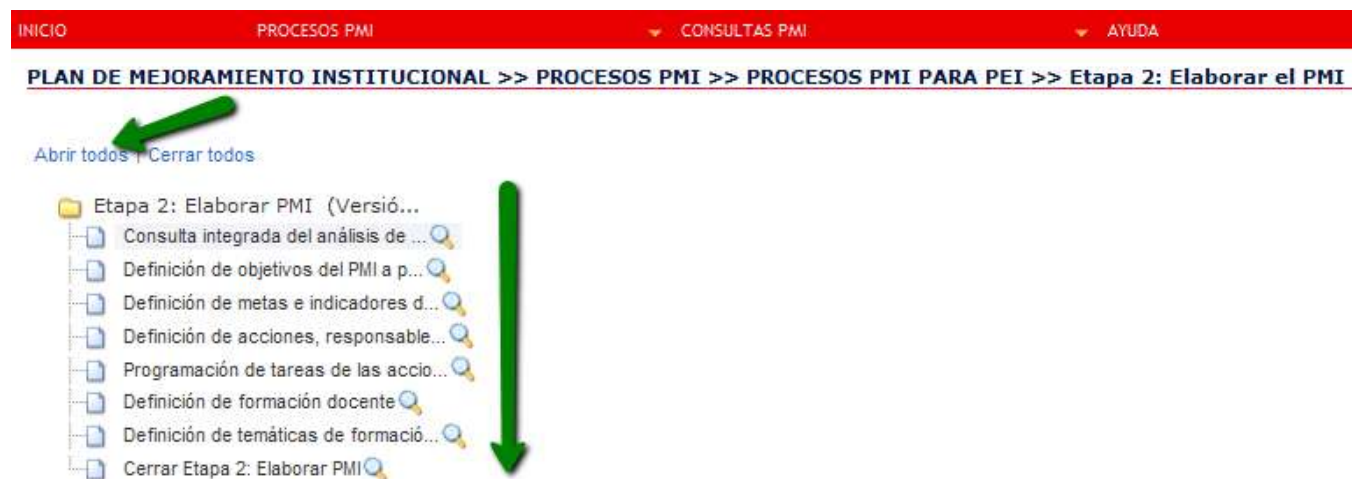 INICIO PROCESOS PMI CONSULTAS PMI AYUDA
PLAN DE MEJORAMIENTO INSTITUCIONAL >> PROCESOS PMI >> PROCESOS PMI PARA PEI >> Etapa 2: Elaborar el PMI
Abrir todos | Cerrar todos
Etapa 2: Elaborar PMI (Versió...
Consulta integrada del análisis de ...
Definición de objetivos del PMI a p...
Definición de metas e indicadores d...
Definición de acciones, responsable...
Programación de tareas de las accio...
Definición de formación docente
Definición de temáticas de formació...
Cerrar Etapa 2: Elaborar PMI